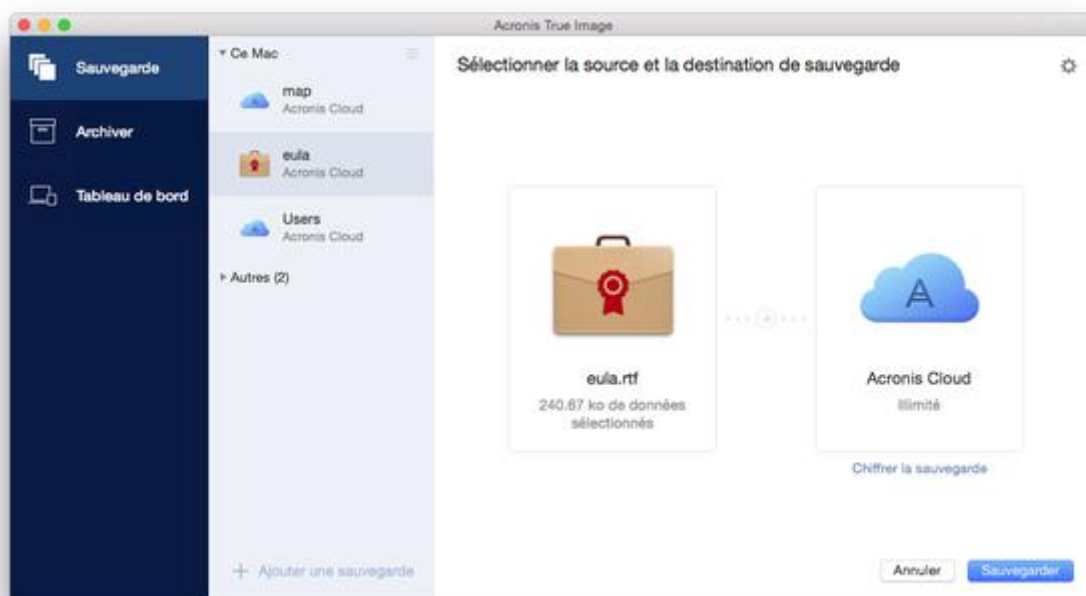 Acronis True Image
Sauvegarde
Archiver
Tableau de bord
Ce Mac
map
Acronis Cloud
eula
Acronis Cloud
Users
Acronis Cloud
Autres (2)
Ajouter une sauvegarde
Sélectionner la source et la destination de sauvegarde
eula.rtf
240.67 ko de données
sélectionnés
Acronis Cloud
Illimité
Chiffrer la sauvegarde
Annuler
Sauvegarder